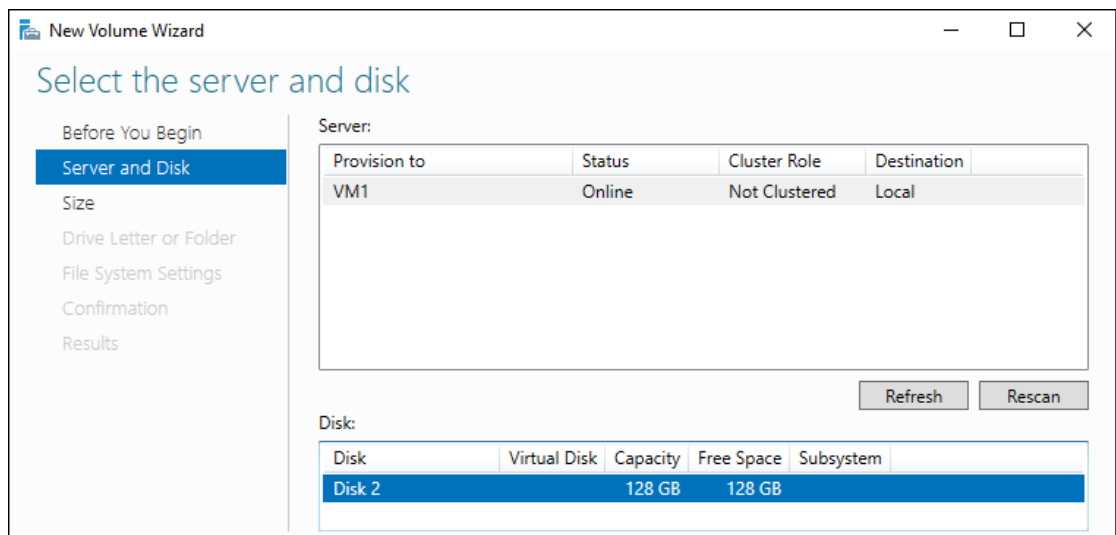 New Volume Wizard
Select the server and disk
Before You Begin
Server and Disk
Size
Drive Letter or Folder
File System Settings
Confirmation
Results
Server:
Provision to Status Cluster Role Destination
VM1 Online Not Clustered Local
Refresh Rescan
Disk:
Disk Virtual Disk Capacity Free Space Subsystem
Disk 2 128 GB 128 GB